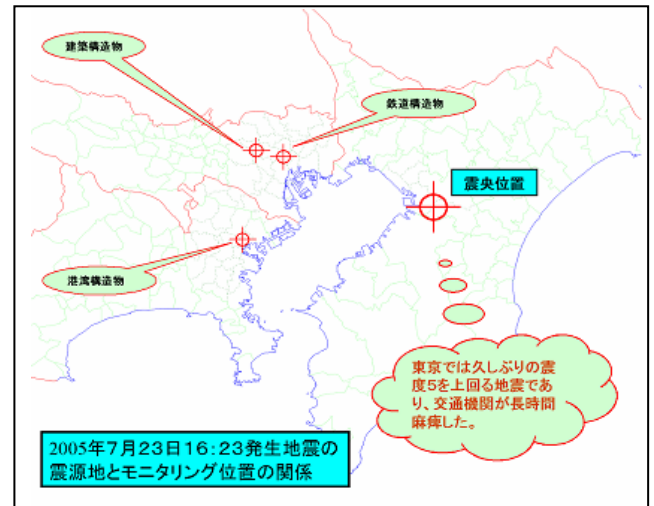 建築構造物
鉄道構造物
震央位置
港湾構造物
東京では久しぶりの震
度5を上回る地震であ
り、交通機関が長時間
麻痺した。
2005年7月23日16:23発生地震の
震源地とモニタリング位置の関係